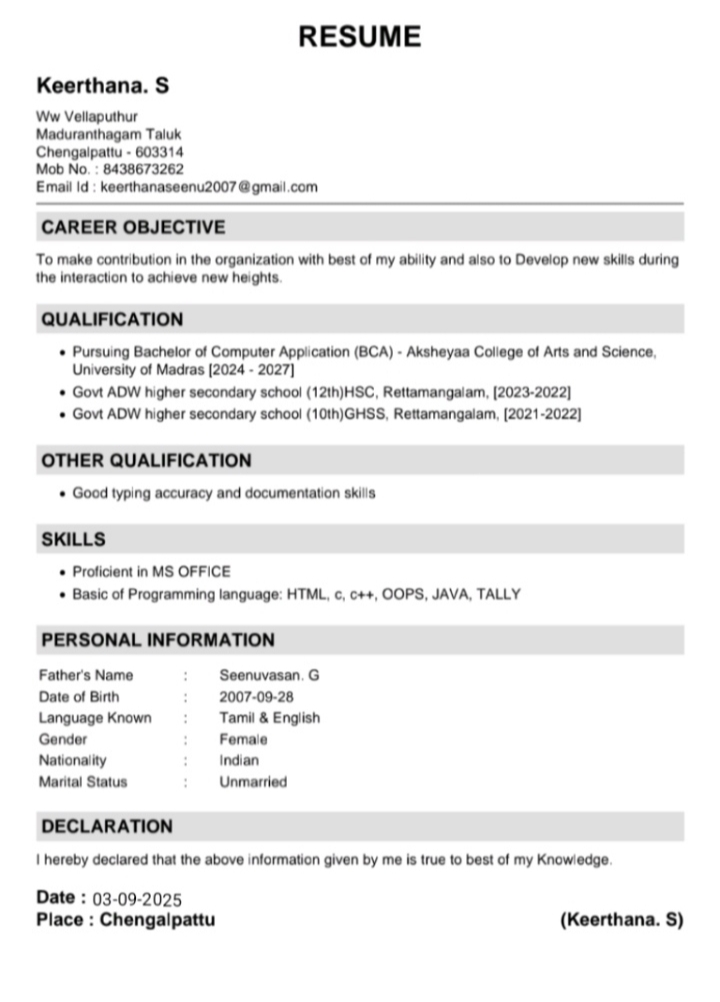 RESUME
Keerthana. S
Ww Vellaputhur
Maduranthagam Taluk
Chengalpattu - 603314
Mob No. : 8438673262
Email Id : keerthanaseenu2007@gmail.com
CAREER OBJECTIVE
To make contribution in the organization with best of my ability and also to Develop new skills during
the interaction to achieve new heights.
QUALIFICATION
• Pursuing Bachelor of Computer Application (BCA) - Aksheyaa College of Arts and Science,
University of Madras [2024 - 2027]
• Govt ADW higher secondary school (12th)HSC, Rettamangalam, [2023-2022]
• Govt ADW higher secondary school (10th)GHSS, Rettamangalam, [2021-2022]
OTHER QUALIFICATION
• Good typing accuracy and documentation skills
SKILLS
• Proficient in MS OFFICE
• Basic of Programming language: HTML, c, c++, OOPS, JAVA, TALLY
PERSONAL INFORMATION
Father's Name : Seenuvasan. G
Date of Birth : 2007-09-28
Language Known : Tamil & English
Gender : Female
Nationality : Indian
Marital Status : Unmarried
DECLARATION
I hereby declared that the above information given by me is true to best of my Knowledge.
Date : 03-09-2025
Place : Chengalpattu (Keerthana. S)